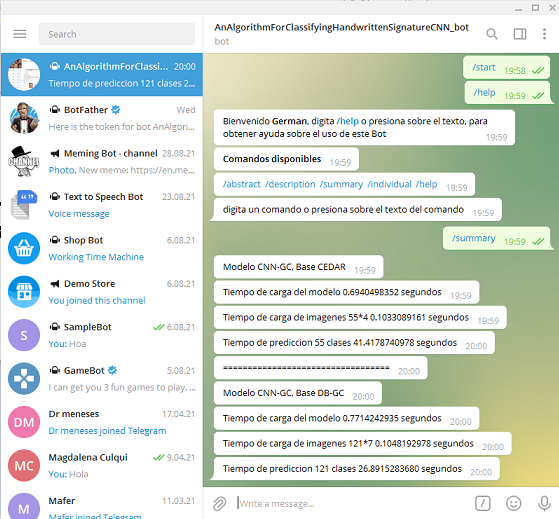 Search
AnAlgorithmForClassi... 20:00
Tiempo de prediccion 121 clases 2...
BotFather Wed
Here is the token for bot AnAlgori...
CHANNEL
Meming Bot - channel 28.08.21
Photo, New meme: https://en.me...
Text to Speech Bot 23.08.21
Voice message
Shop Bot 6.08.21
Working Time Machine
Demo Store 6.08.21
You joined this channel
S
SampleBot 6.08.21
You: Hoa
GameBot 5.08.21
I can get you 3 fun games to play. ...
DM
Dr meneses 17.04.21
Dr meneses joined Telegram
MC
Magdalena Culqui 9.04.21
You: Hola
M
Mafer 11.03.21
Mafer joined Telegram
AnAlgorithmForClassifyingHandwrittenSignatureCNN_bot
bot
/start 19:58
/help 19:59
Bienvenido German, digita /help o presiona sobre el texto, para
obtener ayuda sobre el uso de este Bot 19:59
Comandos disponibles 19:59
/abstract /description /summary /individual /help 19:59
digita un comando o presiona sobre el texto del comando 19:59
/summary 19:59
Modelo CNN-GC, Base CEDAR 19:59
Tiempo de carga del modelo 0.6940498352 segundos 19:59
Tiempo de carga de imagenes 55*4 0.1033089161 segundos 19:59
Tiempo de prediccion 55 clases 41.4178740978 segundos 20:00
================================== 20:00
Modelo CNN-GC, Base DB-GC 20:00
Tiempo de carga del modelo 0.7714242935 segundos 20:00
Tiempo de carga de imagenes 121*7 0.1048192978 segundos 20:00
Tiempo de prediccion 121 clases 26.8915283680 segundos 20:00
Write a message...